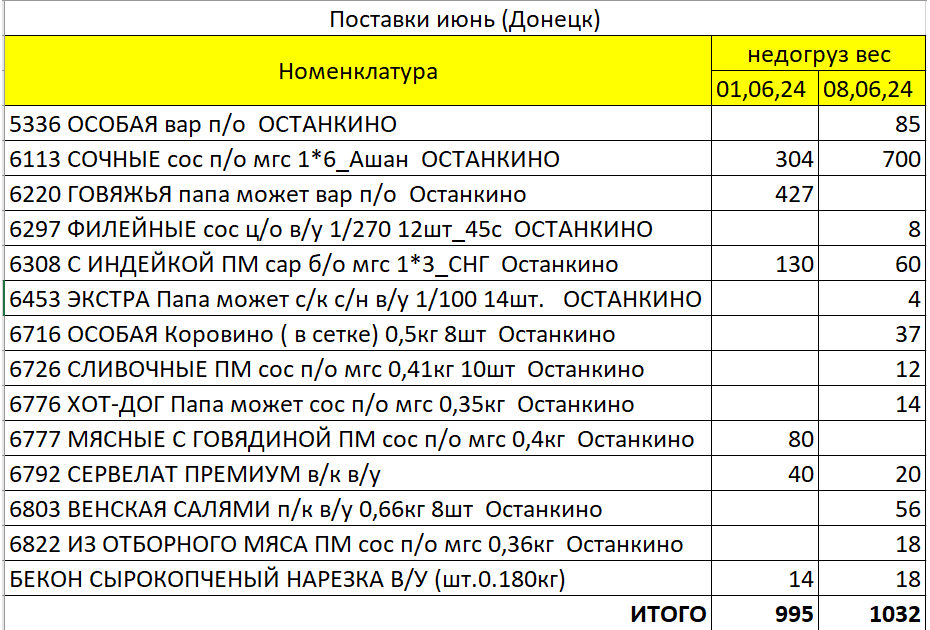 Поставки июнь (Донецк)
Номенклатура недогруз вес
01,06,24 08,06,24
5336 ОСОБАЯ вар п/о  ОСТАНКИНО 85
6113 СОЧНЫЕ сос п/о мгс 1*6_Ашан  ОСТАНКИНО 304 700
6220 ГОВЯЖЬЯ папа может вар п/о  Останкино 427
6297 ФИЛЕЙНЫЕ сос ц/о в/у 1/270 12шт_45с  ОСТАНКИНО 8
6308 С ИНДЕЙКОЙ ПМ сар б/о мгс 1*3_СНГ  Останкино 130 60
6453 ЭКСТРА Папа может с/к с/н в/у 1/100 14шт.   ОСТАНКИНО 4
6716 ОСОБАЯ Коровино ( в сетке) 0,5кг 8шт  Останкино 37
6726 СЛИВОЧНЫЕ ПМ сос п/о мгс 0,41кг 10шт  Останкино 12
6776 ХОТ-ДОГ Папа может сос п/о мгс 0,35кг  Останкино 14
6777 МЯСНЫЕ С ГОВЯДИНОЙ ПМ сос п/о мгс 0,4кг  Останкино 80
6792 СЕРВЕЛАТ ПРЕМИУМ в/к в/у 40 20
6803 ВЕНСКАЯ САЛЯМИ п/к в/у 0,66кг 8шт  Останкино 56
6822 ИЗ ОТБОРНОГО МЯСА ПМ сос п/о мгс 0,36кг  Останкино 18
БЕКОН СЫРОКОПЧЕНЫЙ НАРЕЗКА В/У (шт.0.180кг) 14 18
ИТОГО 995 1032